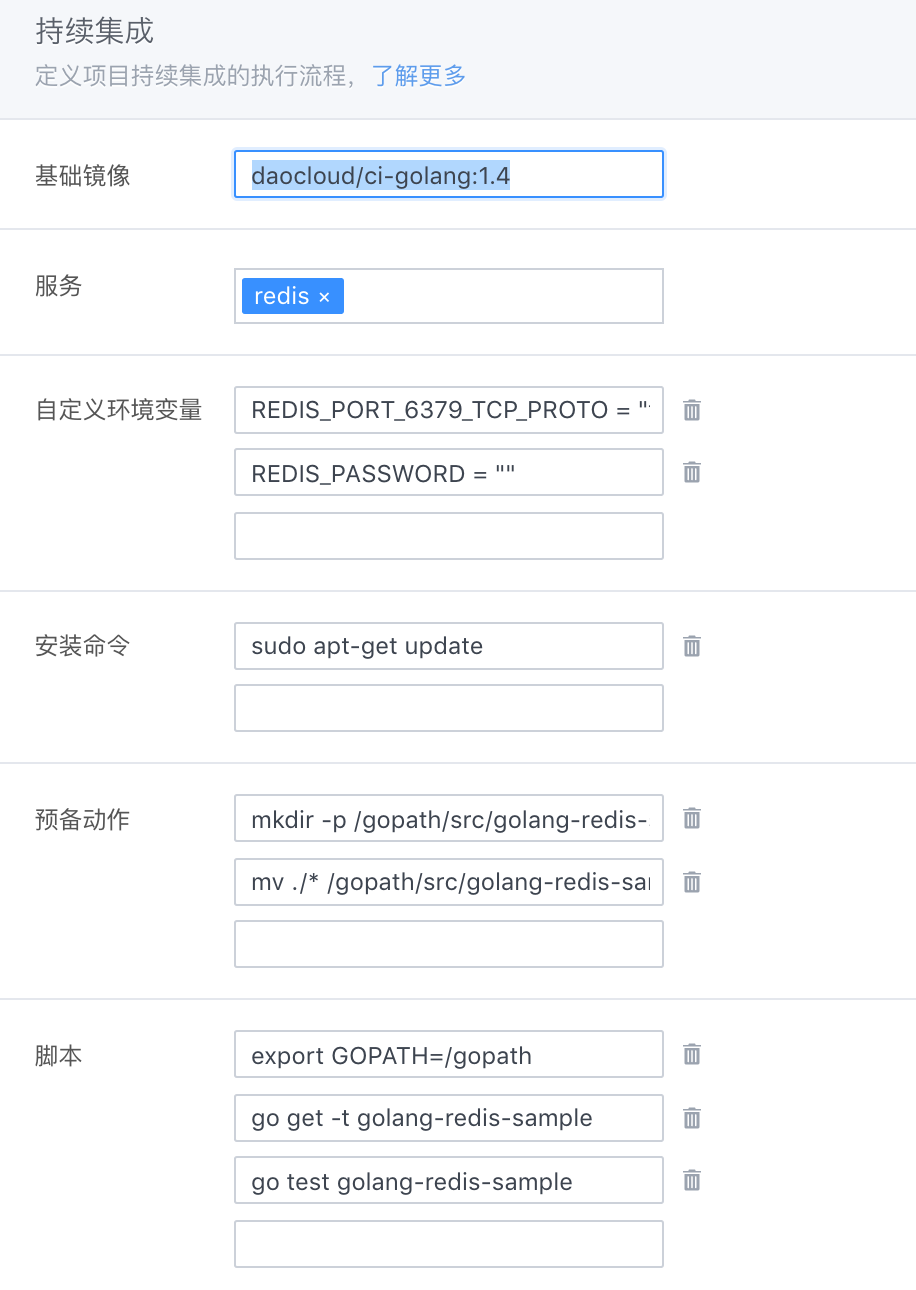 持续集成
定义项目持续集成的执行流程，了解更多
基础镜像
daocloud/ci-golang:1.4
服务
redis ×
自定义环境变量
REDIS_PORT_6379_TCP_PROTO = "
REDIS_PASSWORD = ""
安装命令
sudo apt-get update
预备动作
mkdir -p /gopath/src/golang-redis-
mv ./* /gopath/src/golang-redis-sa
脚本
export GOPATH=/gopath
go get -t golang-redis-sample
go test golang-redis-sample